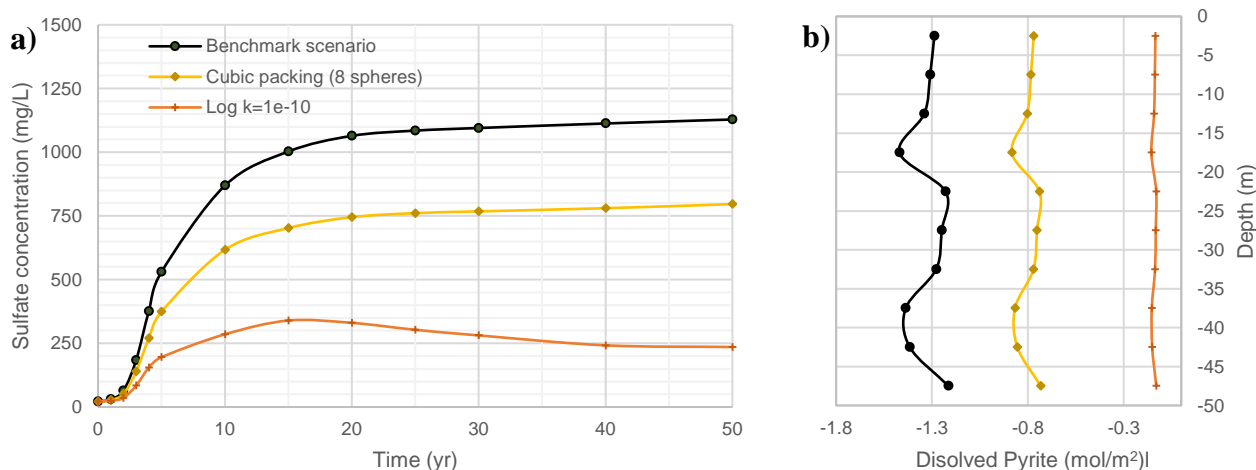 a)
Sulfate concentration (mg/L)
1500
1250
1000
750
500
250
0
Benchmark scenario
Cubic packing (8 spheres)
Log k=1e-10
0 10 20 30 40 50
Time (yr)
b)
0
-5
-10
-15
-20
-25
-30
-35
-40
-45
-50
Depth (m)
-1.8 -1.3 -0.8 -0.3
Dissolved Pyrite (mol/m²)l